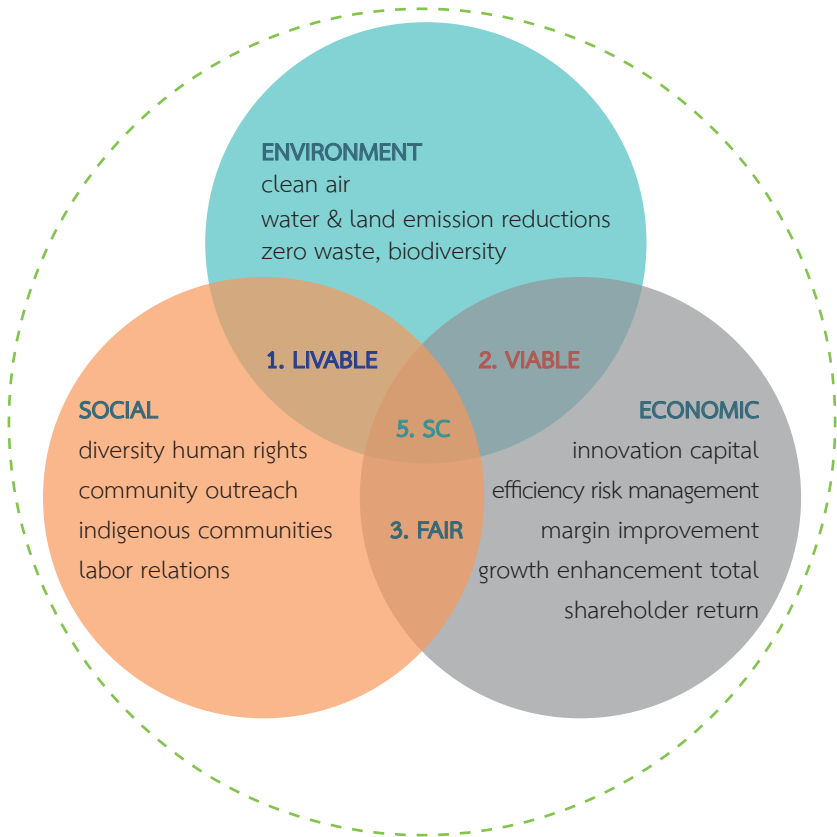 ENVIRONMENT
clean air
water & land emission reductions
zero waste, biodiversity
1. LIVABLE
2. VIABLE
5. SC
3. FAIR
SOCIAL
diversity human rights
community outreach
indigenous communities
labor relations
ECONOMIC
innovation capital
efficiency risk management
margin improvement
growth enhancement total
shareholder return